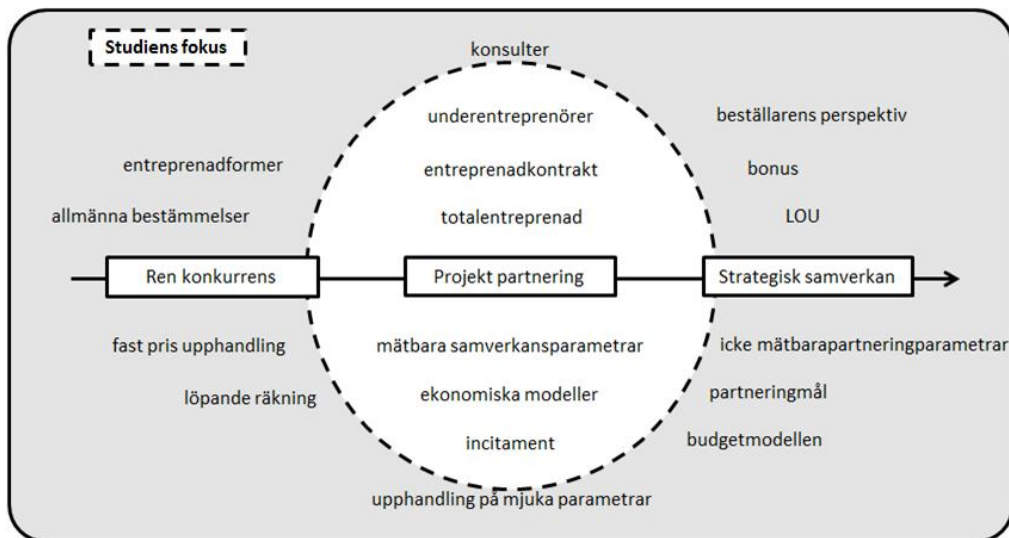 Studiens fokus
konsulter
underentreprenörer
beställarens perspektiv
entreprenadformer
entreprenadkontrakt
bonus
allmänna bestämmelser
totalentreprenad
LOU
Ren konkurrens
Projekt partnering
Strategisk samverkan
fast pris upphandling
mätbara samverkansparametrar
icke mätbarapartneringparametrar
löpande räkning
ekonomiska modeller
partneringmål
incitament
budgetmodellen
upphandling på mjuka parametrar